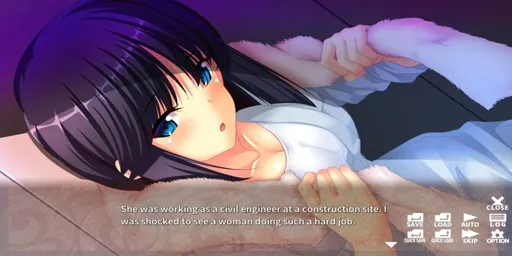 She was working as a civil engineer at a construction site. I
was shocked to see a woman doing such a hard job.
CLOSE
SAVE LOAD AUTO LOG
QUICK SAVE QUICK LOAD SKIP OPTION